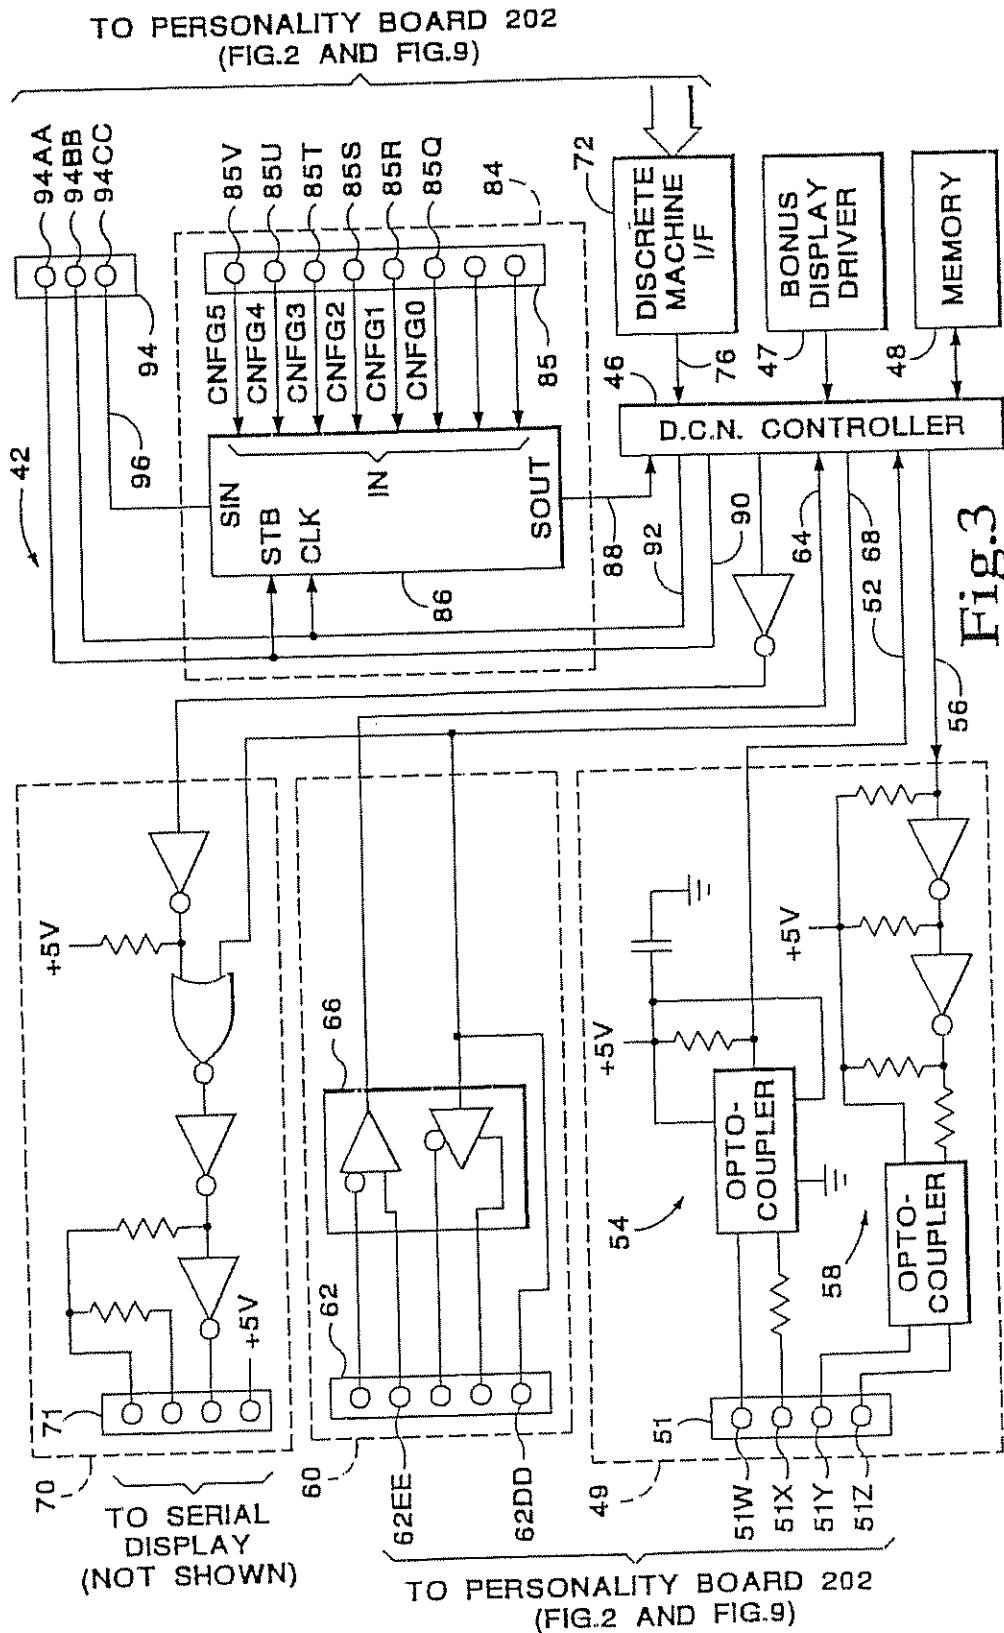 TO PERSONALITY BOARD 202
(FIG.2 AND FIG.9)
94AA
94BB
94CC
94
96
42
85V
85U
85T
85S
85R
85Q
84
CNFG5
CNFG4
CNFG3
CNFG2
CNFG1
CNFG0
85
SIN
STB
CLK
IN
SOUT
86
88
92
90
64
68
52
56
72
DISCRETE
MACHINE
I/F
76
BONUS
DISPLAY
DRIVER
47
MEMORY
48
46
D.C.N. CONTROLLER
Fig.3
+5V
+5V
71
70
TO SERIAL
DISPLAY
(NOT SHOWN)
66
62
60
62EE
62DD
+5V
OPTO-
COUPLER
54
+5V
OPTO-
COUPLER
58
51
49
51W
51X
51Y
51Z
TO PERSONALITY BOARD 202
(FIG.2 AND FIG.9)